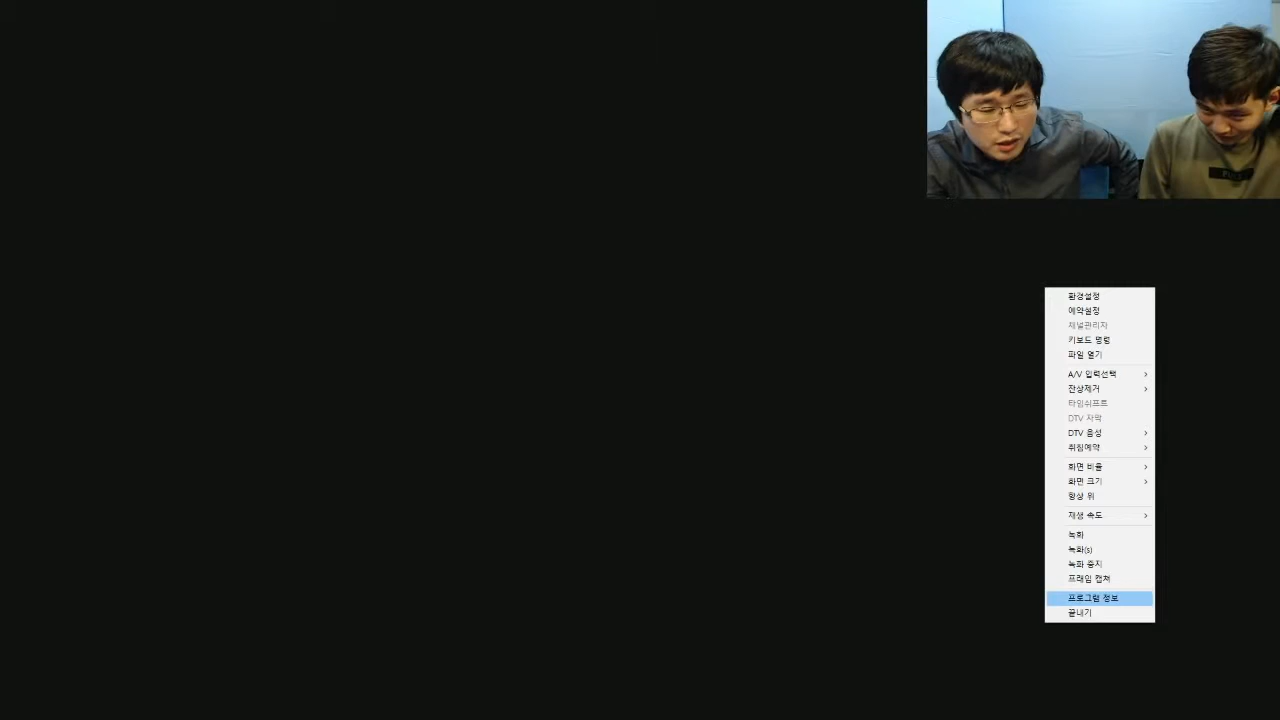 환경설정
예약설정
채널관리자
키보드 명령
파일 열기
A/V 입력선택
잔상제거
타임쉬프트
DTV 자막
DTV 음성
취침예약
화면 비율
화면 크기
항상 위
재생 속도
녹화
녹화(s)
녹화 중지
프래임 캡쳐
프로그램 정보
끝내기